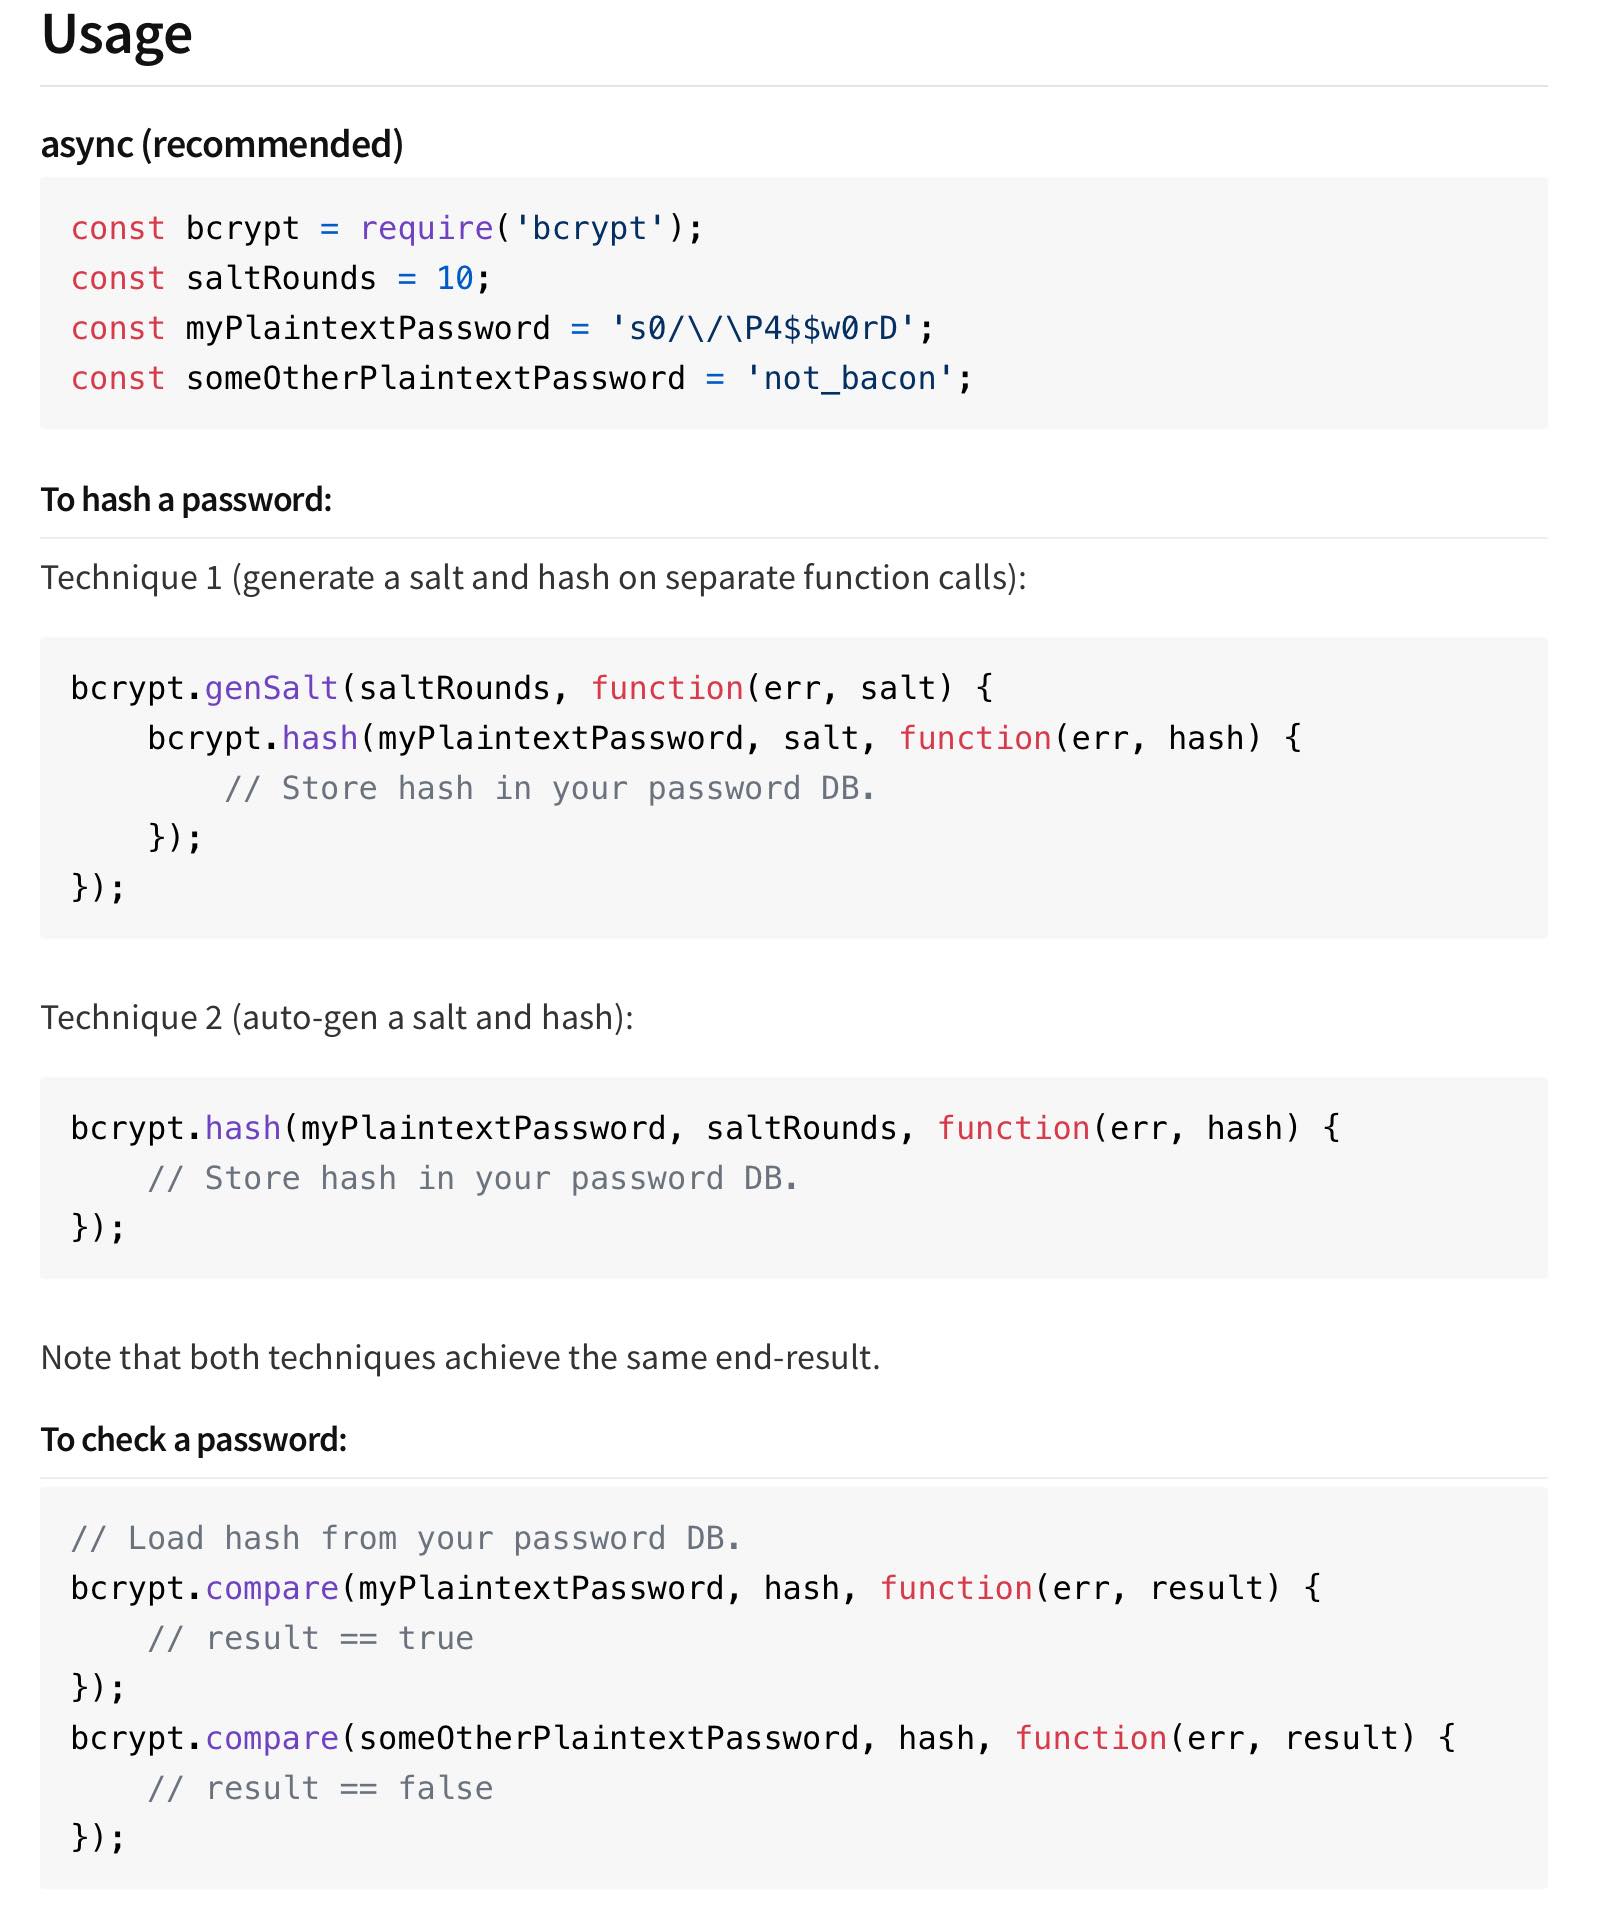 Usage
async (recommended)
const bcrypt = require('bcrypt');
const saltRounds = 10;
const myPlaintextPassword = 's0/\/\P4$$w0rD';
const someOtherPlaintextPassword = 'not_bacon';
To hash a password:
Technique 1 (generate a salt and hash on separate function calls):
bcrypt.genSalt(saltRounds, function(err, salt) {
    bcrypt.hash(myPlaintextPassword, salt, function(err, hash) {
        // Store hash in your password DB.
    });
});
Technique 2 (auto-gen a salt and hash):
bcrypt.hash(myPlaintextPassword, saltRounds, function(err, hash) {
    // Store hash in your password DB.
});
Note that both techniques achieve the same end-result.
To check a password:
// Load hash from your password DB.
bcrypt.compare(myPlaintextPassword, hash, function(err, result) {
    // result == true
});
bcrypt.compare(someOtherPlaintextPassword, hash, function(err, result) {
    // result == false
});